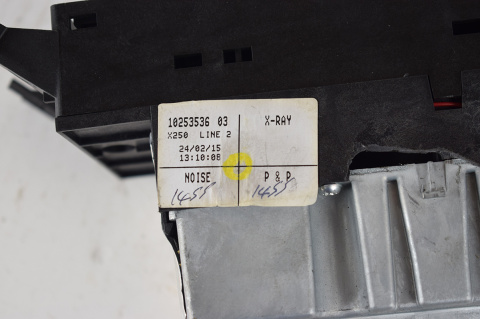 10253536 03
X250 LINE 2
24/02/15
13:10:08
X-RAY
NOISE
P & P
1455
1455